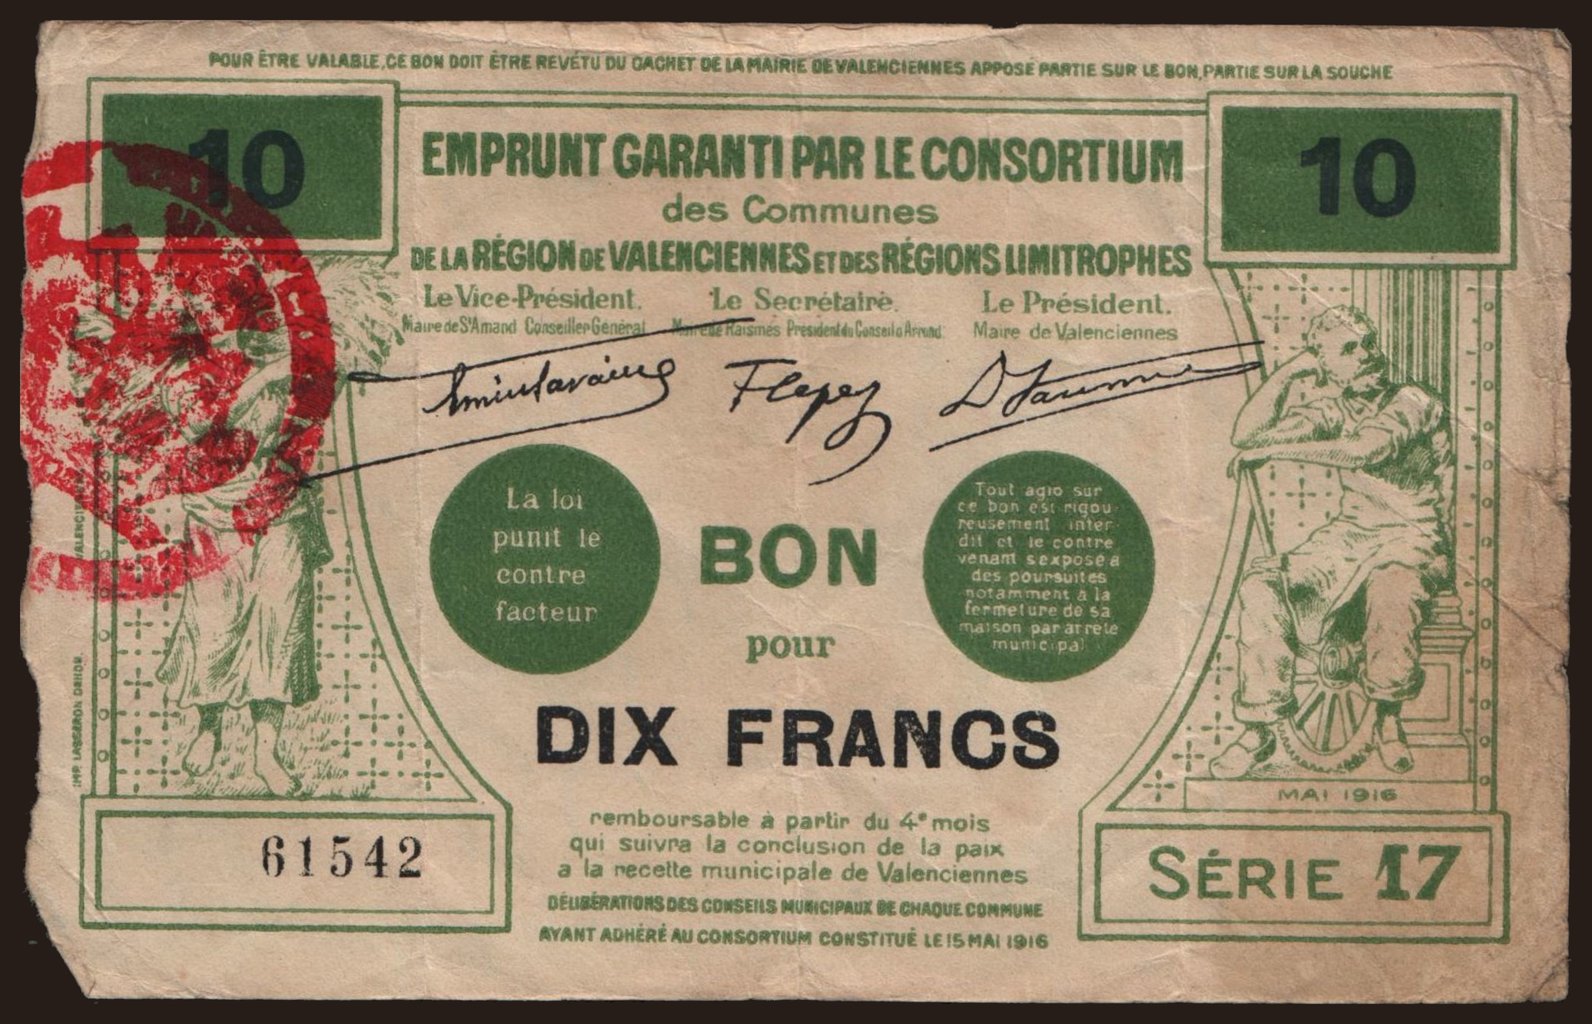 POUR ÊTRE VALABLE, CE BON DOIT ÊTRE REVÊTU DU CACHET DE LA MAIRIE DE VALENCIENNES APPOSÉ PARTIE SUR LE BON, PARTIE SUR LA SOUCHE
10
10
EMPRUNT GARANTI PAR LE CONSORTIUM
des Communes
DE LA RÉGION DE VALENCIENNES ET DES RÉGIONS LIMITROPHES
Le Vice-Président. Le Secrétaire. Le Président.
Maire de St Amand Conseiller Général Maire de Raismes Président du Conseil d'Arrond. Maire de Valenciennes
La loi
punit le
contre
facteur
BON
pour
DIX FRANCS
Tout agio sur
ce bon est rigou
reusement inter
dit et le contre
venant s'expose à
des poursuites
notamment à la
fermeture de sa
maison par arrêté
municipal
remboursable à partir du 4e mois
qui suivra la conclusion de la paix
a la recette municipale de Valenciennes
DÉLIBÉRATIONS DES CONSEILS MUNICIPAUX DE CHAQUE COMMUNE
AYANT ADHÉRÉ AU CONSORTIUM CONSTITUÉ LE 15 MAI 1916
61542
MAI 1916
SÉRIE 17
IMP. LABERON DEHOR. VALENCIENNES